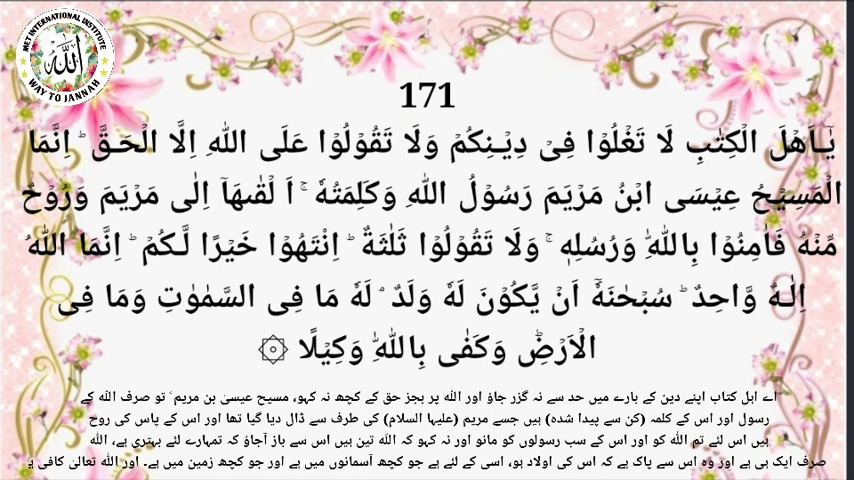 MET INTERNATIONAL INSTITUTE
الله
WAY TO JANNAH
171
يٰۤـاَهۡلَ الۡكِتٰبِ لَا تَغۡلُوۡا فِىۡ دِيۡـنِكُمۡ وَلَا تَقُوۡلُوۡا عَلَى اللّٰهِ اِلَّا الۡحَـقَّ‌ ؕ اِنَّمَا
الۡمَسِيۡحُ عِيۡسَى ابۡنُ مَرۡيَمَ رَسُوۡلُ اللّٰهِ وَكَلِمَتُهٗ‌ ۚ اَ لۡقٰٮهَاۤ اِلٰى مَرۡيَمَ وَرُوۡحٌ
مِّنۡهُ‌ فَاٰمِنُوۡا بِاللّٰهِ وَرُسُلِهٖ‌ ۚ وَلَا تَقُوۡلُوۡا ثَلٰثَةٌ‌ ؕ اِنْتَهُوۡا خَيۡرًا لَّـكُمۡ‌ ؕ اِنَّمَا اللّٰهُ
اِلٰـهٌ وَّاحِدٌ‌ ؕ سُبۡحٰنَهٗۤ اَنۡ يَّكُوۡنَ لَهٗ وَلَدٌ‌ ۘ لَهٗ مَا فِى السَّمٰوٰتِ وَمَا فِى
الۡاَرۡضِ‌ؕ وَكَفٰى بِاللّٰهِ وَكِيۡلًا‏ ۞
اے اہل کتاب اپنے دین کے بارے میں حد سے نہ گزر جاؤ اور اللہ پر بجز حق کے کچھ نہ کہو، مسیح عیسیٰ بن مریم ؑ تو صرف اللہ کے
رسول اور اس کے کلمہ (کن سے پیدا شدہ) ہیں جسے مریم (علیہا السلام) کی طرف سے ڈال دیا گیا تھا اور اس کے پاس کی روح
ہیں اس لئے تم اللہ کو اور اس کے سب رسولوں کو مانو اور نہ کہو کہ اللہ تین ہیں اس سے باز آجاؤ کہ تمہارے لئے بہتری ہے، اللہ
صرف ایک ہی ہے اور وہ اس سے پاک ہے کہ اس کی اولاد ہو، اسی کے لئے ہے جو کچھ آسمانوں میں ہے اور جو کچھ زمین میں ہے۔ اور اللہ تعالیٰ کافی ہے